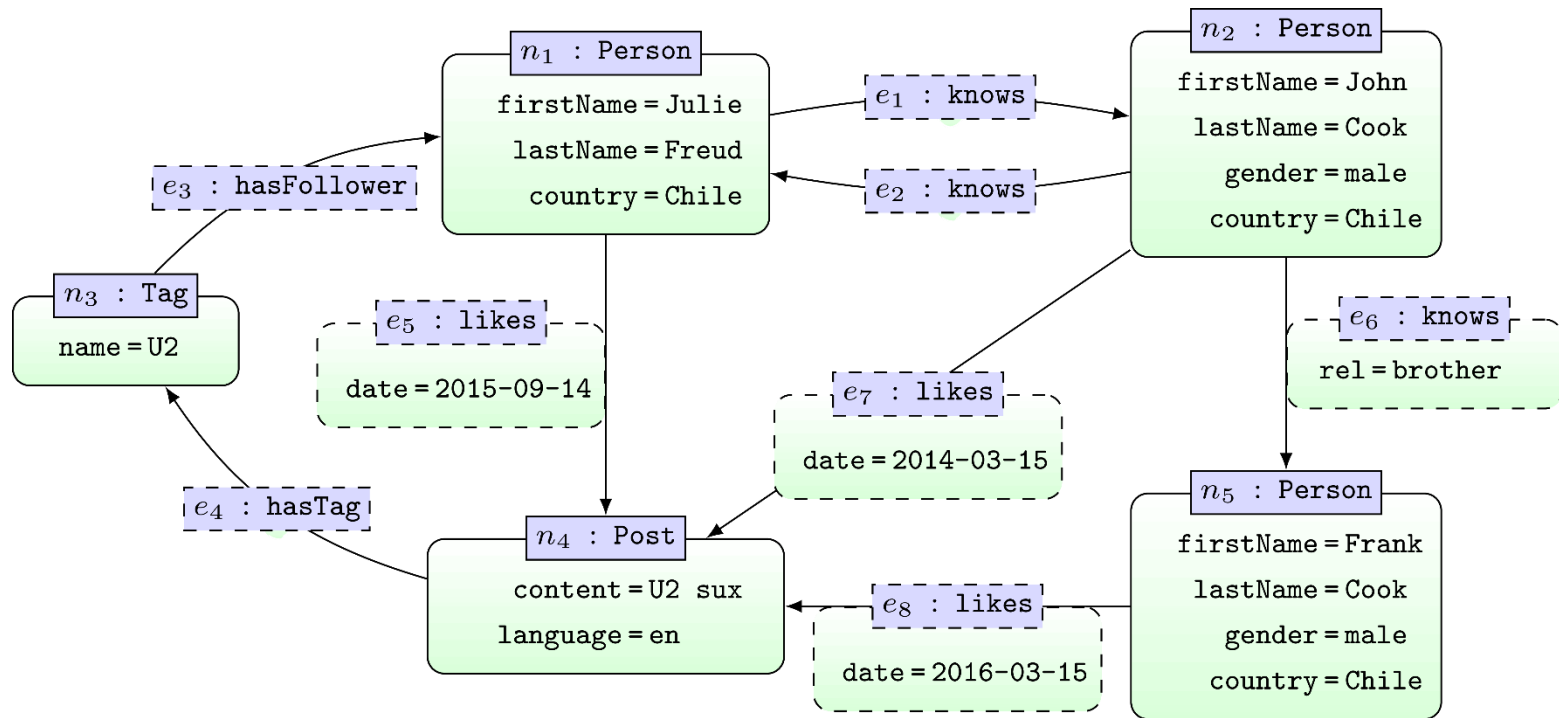 n₁ : Person
firstName = Julie
lastName = Freud
country = Chile
e₁ : knows
e₂ : knows
n₂ : Person
firstName = John
lastName = Cook
gender = male
country = Chile
e₃ : hasFollower
n₃ : Tag
name = U2
e₅ : likes
date = 2015-09-14
e₇ : likes
date = 2014-03-15
e₆ : knows
rel = brother
e₄ : hasTag
n₄ : Post
content = U2 sux
language = en
e₈ : likes
date = 2016-03-15
n₅ : Person
firstName = Frank
lastName = Cook
gender = male
country = Chile